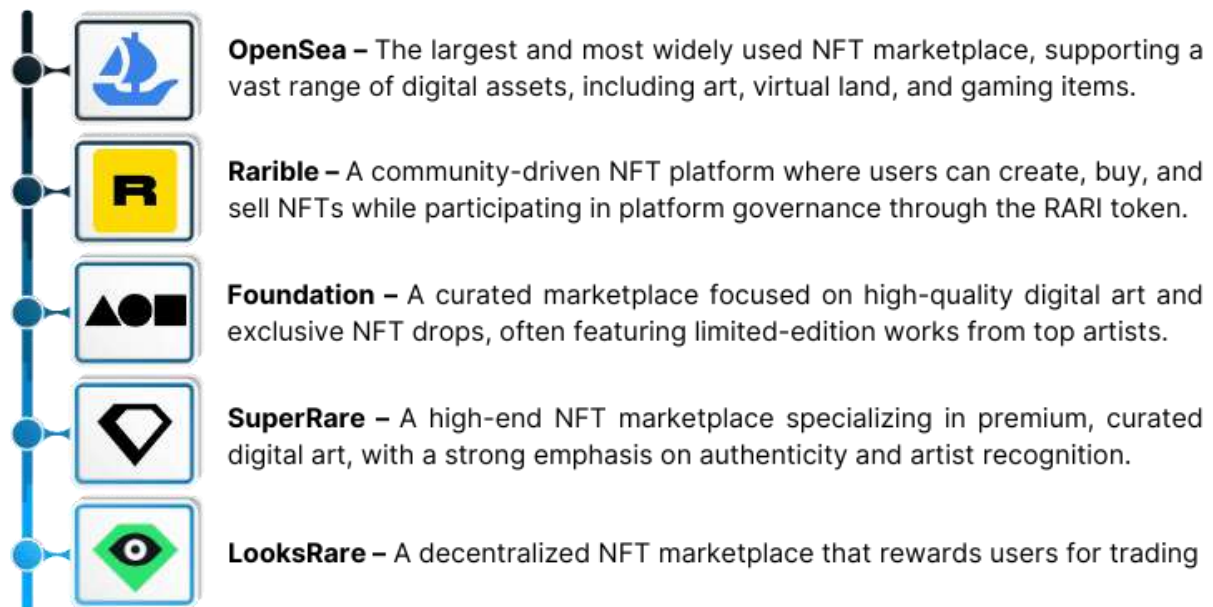 OpenSea – The largest and most widely used NFT marketplace, supporting a
vast range of digital assets, including art, virtual land, and gaming items.
R
Rarible – A community-driven NFT platform where users can create, buy, and
sell NFTs while participating in platform governance through the RARI token.
Foundation – A curated marketplace focused on high-quality digital art and
exclusive NFT drops, often featuring limited-edition works from top artists.
SuperRare – A high-end NFT marketplace specializing in premium, curated
digital art, with a strong emphasis on authenticity and artist recognition.
LooksRare – A decentralized NFT marketplace that rewards users for trading